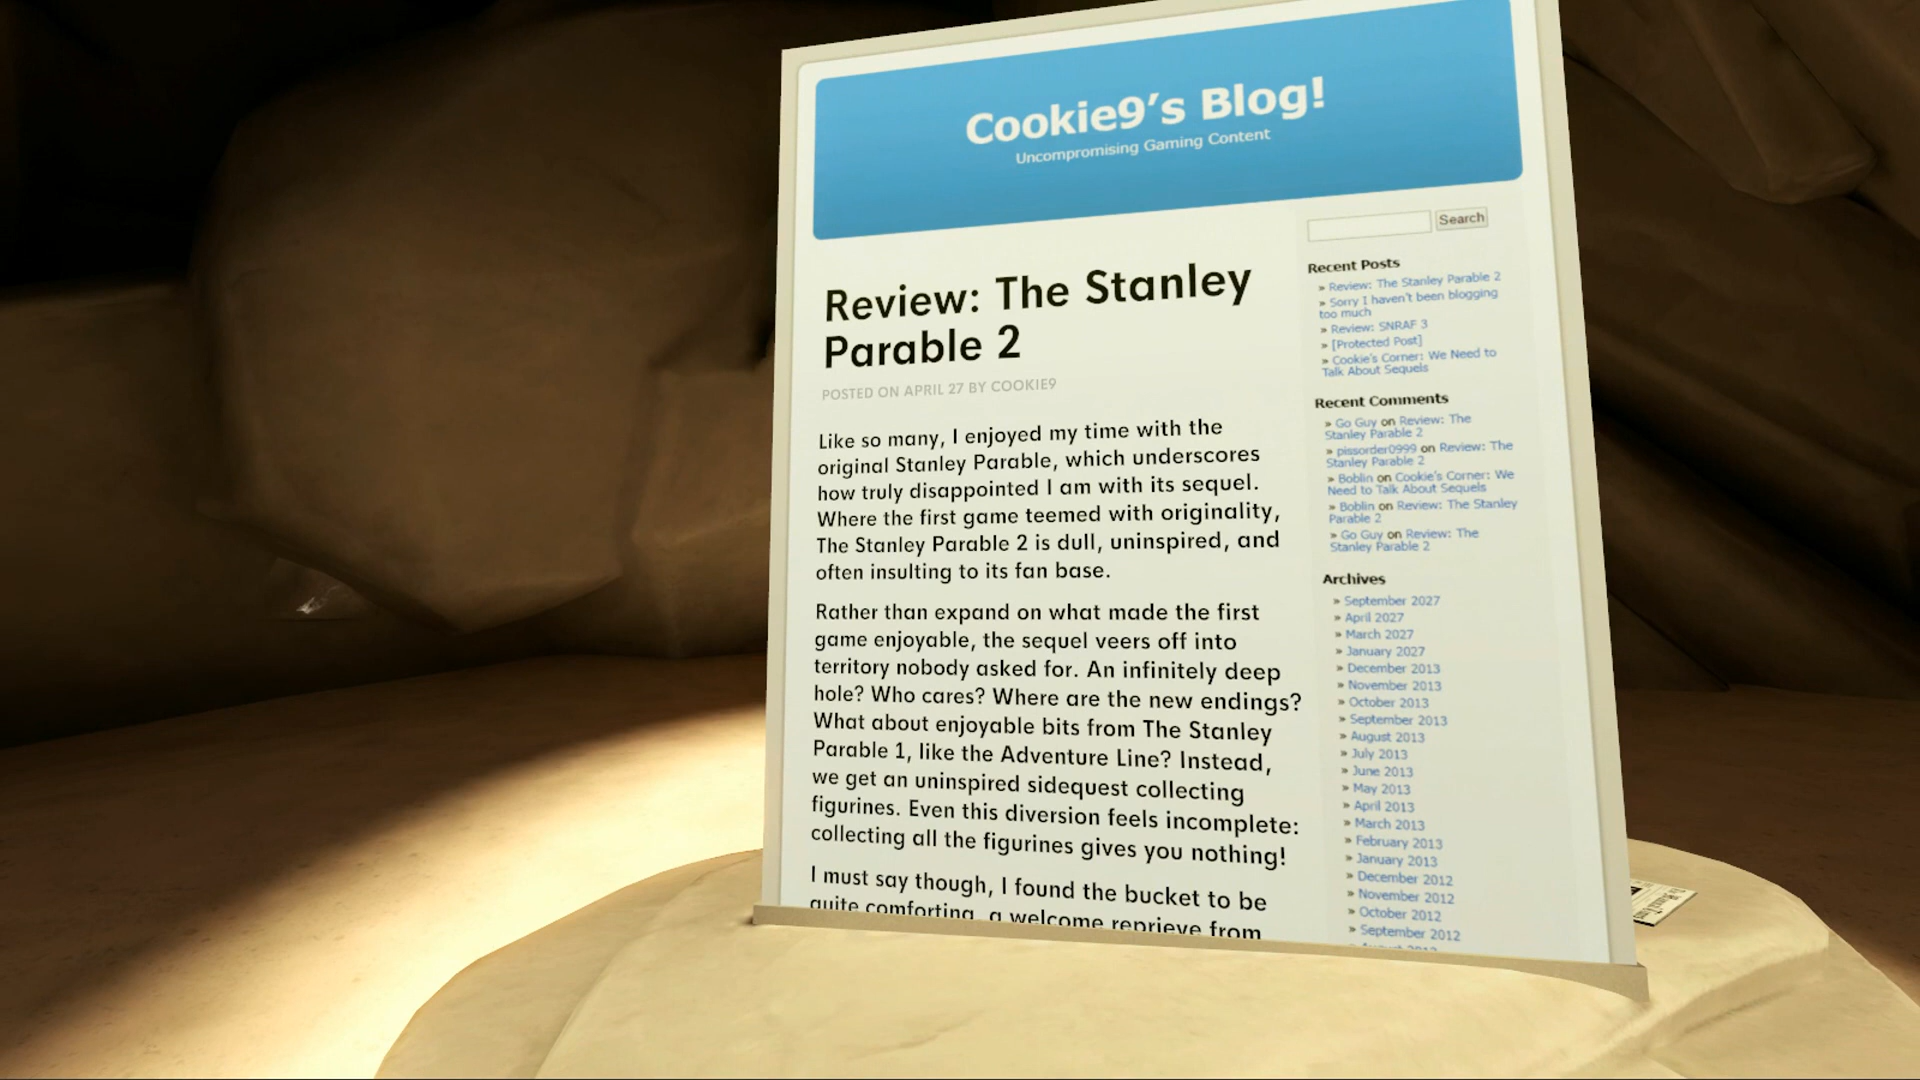 Cookie9's Blog!
Uncompromising Gaming Content
Review: The Stanley
Parable 2
POSTED ON APRIL 27 BY COOKIE9
Like so many, I enjoyed my time with the
original Stanley Parable, which underscores
how truly disappointed I am with its sequel.
Where the first game teemed with originality,
The Stanley Parable 2 is dull, uninspired, and
often insulting to its fan base.
Rather than expand on what made the first
game enjoyable, the sequel veers off into
territory nobody asked for. An infinitely deep
hole? Who cares? Where are the new endings?
What about enjoyable bits from The Stanley
Parable 1, like the Adventure Line? Instead,
we get an uninspired sidequest collecting
figurines. Even this diversion feels incomplete:
collecting all the figurines gives you nothing!
I must say though, I found the bucket to be
quite comforting, a welcome reprieve from
Search
Recent Posts
» Review: The Stanley Parable 2
» Sorry I haven't been blogging
too much
» Review: SNRAF 3
» [Protected Post]
» Cookie's Corner: We Need to
Talk About Sequels
Recent Comments
» Go Guy on Review: The
Stanley Parable 2
» pissorder0999 on Review: The
Stanley Parable 2
» Boblin on Cookie's Corner: We
Need to Talk About Sequels
» Boblin on Review: The Stanley
Parable 2
» Go Guy on Review: The
Stanley Parable 2
Archives
» September 2027
» April 2027
» March 2027
» January 2027
» December 2013
» November 2013
» October 2013
» September 2013
» August 2013
» July 2013
» June 2013
» May 2013
» April 2013
» March 2013
» February 2013
» January 2013
» December 2012
» November 2012
» October 2012
» September 2012